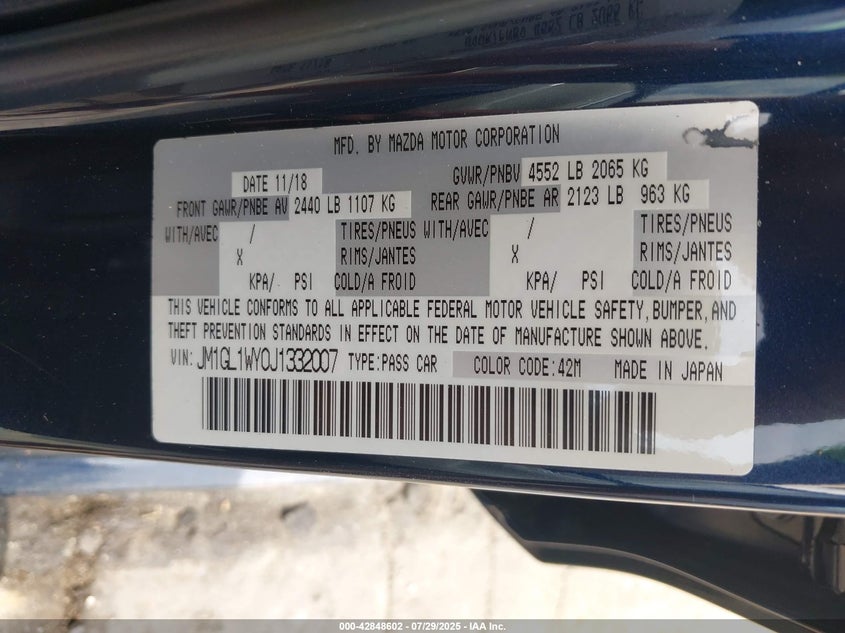 MFD. BY MAZDA MOTOR CORPORATION
DATE 11/18 GVWR/PNBV 4552 LB 2065 KG
FRONT GAWR/PNBE AV 2440 LB 1107 KG REAR GAWR/PNBE AR 2123 LB 963 KG
WITH/AVEC / TIRES/PNEUS WITH/AVEC / TIRES/PNEUS
X RIMS/JANTES X RIMS/JANTES
KPA/ PSI COLD/A FROID KPA/ PSI COLD/A FROID
THIS VEHICLE CONFORMS TO ALL APPLICABLE FEDERAL MOTOR VEHICLE SAFETY, BUMPER, AND
THEFT PREVENTION STANDARDS IN EFFECT ON THE DATE OF MANUFACTURE SHOWN ABOVE.
VIN: JM1GL1WY0J1332007 TYPE:PASS CAR COLOR CODE:42M MADE IN JAPAN
000-42848602 - 07/29/2025 - IAA Inc.